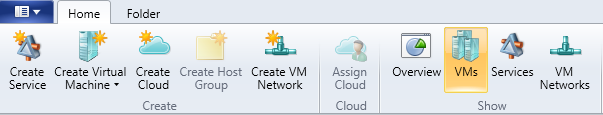 Home Folder
Create Create Virtual Create Create Host Create VM Assign Overview VMs Services VM
Service Machine Cloud Group Network Cloud Networks
Create Cloud Show